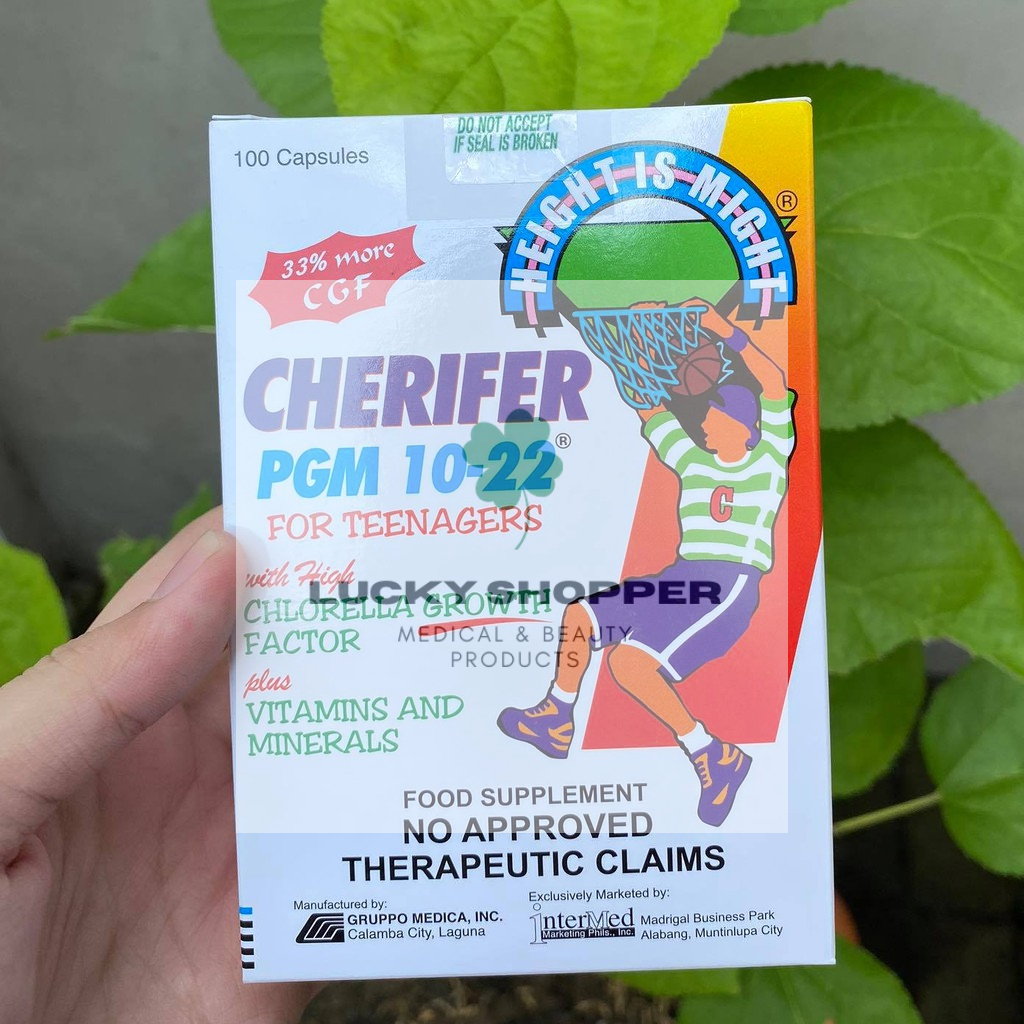 100 Capsules
DO NOT ACCEPT
IF SEAL IS BROKEN
HEIGHT IS MIGHT
®
33% more
CGF
CHERIFER
PGM 10-22®
FOR TEENAGERS
with High
CHLORELLA GROWTH
FACTOR
plus
VITAMINS AND
MINERALS
C
LUCKY SHOPPER
MEDICAL & BEAUTY
PRODUCTS
FOOD SUPPLEMENT
NO APPROVED
THERAPEUTIC CLAIMS
Manufactured by:
GRUPPO MEDICA, INC.
Calamba City, Laguna
Exclusively Marketed by:
interMed
Marketing Phils., Inc.
Madrigal Business Park
Alabang, Muntinlupa City